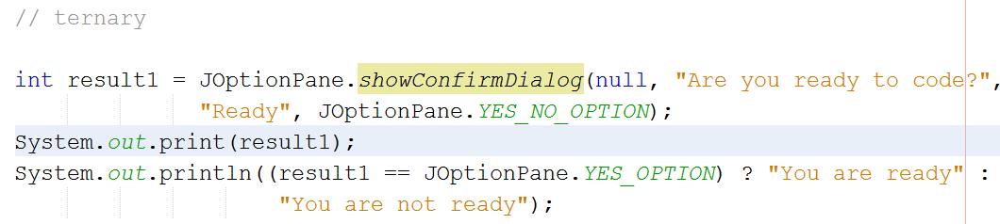 // ternary
int result1 = JOptionPane.showConfirmDialog(null, "Are you ready to code?",
"Ready", JOptionPane.YES_NO_OPTION);
System.out.print(result1);
System.out.println((result1 == JOptionPane.YES_OPTION) ? "You are ready" :
"You are not ready");